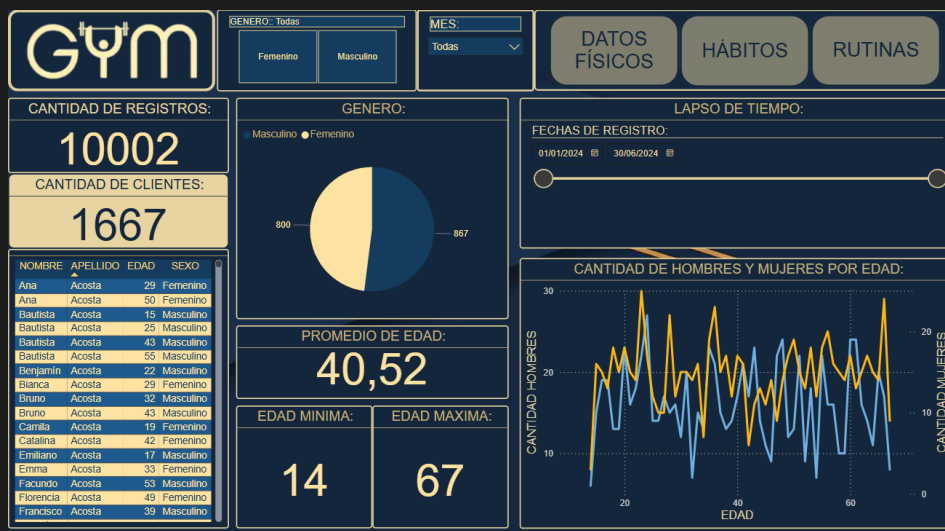 GYM
GENERO:: Todas
Femenino
Masculino
MES:
Todas
DATOS
FÍSICOS
HÁBITOS
RUTINAS
CANTIDAD DE REGISTROS:
10002
CANTIDAD DE CLIENTES:
1667
NOMBRE APELLIDO EDAD SEXO
Ana Acosta 29 Femenino
Ana Acosta 50 Femenino
Bautista Acosta 15 Masculino
Bautista Acosta 25 Masculino
Bautista Acosta 43 Masculino
Bautista Acosta 55 Masculino
Benjamín Acosta 22 Masculino
Bianca Acosta 29 Femenino
Bruno Acosta 32 Masculino
Bruno Acosta 43 Masculino
Camila Acosta 19 Femenino
Catalina Acosta 42 Femenino
Emiliano Acosta 17 Masculino
Emma Acosta 33 Femenino
Facundo Acosta 53 Masculino
Florencia Acosta 49 Femenino
Francisco Acosta 39 Masculino
GENERO:
Masculino Femenino
800
867
PROMEDIO DE EDAD:
40,52
EDAD MINIMA:
14
EDAD MAXIMA:
67
LAPSO DE TIEMPO:
FECHAS DE REGISTRO:
01/01/2024 30/06/2024
CANTIDAD DE HOMBRES Y MUJERES POR EDAD:
CANTIDAD HOMBRES
30
20
10
20
10
0
CANTIDAD MUJERES
20 40 60
EDAD